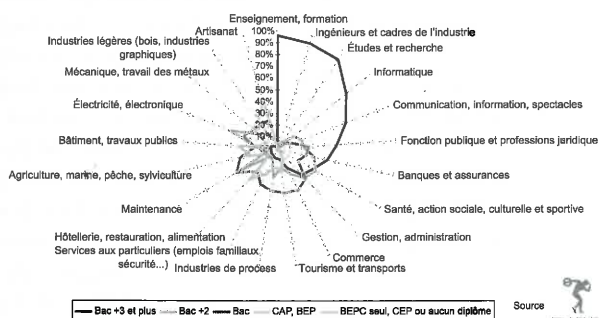 Enseignement, formation
Artisanat
100%
Ingénieurs et cadres de l'industrie
Industries légères (bois, industries graphiques)
90%
Études et recherche
80%
Mécanique, travail des métaux
70%
Informatique
60%
50%
Électricité, électronique
40%
Communication, information, spectacles
30%
20%
10%
Bâtiment, travaux publics
Fonction publique et professions juridique
Agriculture, marine, pêche, sylviculture
Banques et assurances
Maintenance
Santé, action sociale, culturelle et sportive
Hôtellerie, restauration, alimentation
Gestion, administration
Services aux particuliers (emplois familiaux, sécurité...)
Commerce
Industries de process
Tourisme et transports
Bac +3 et plus Bac +2 Bac CAP, BEP BEPC seul, CEP ou aucun diplôme
Source